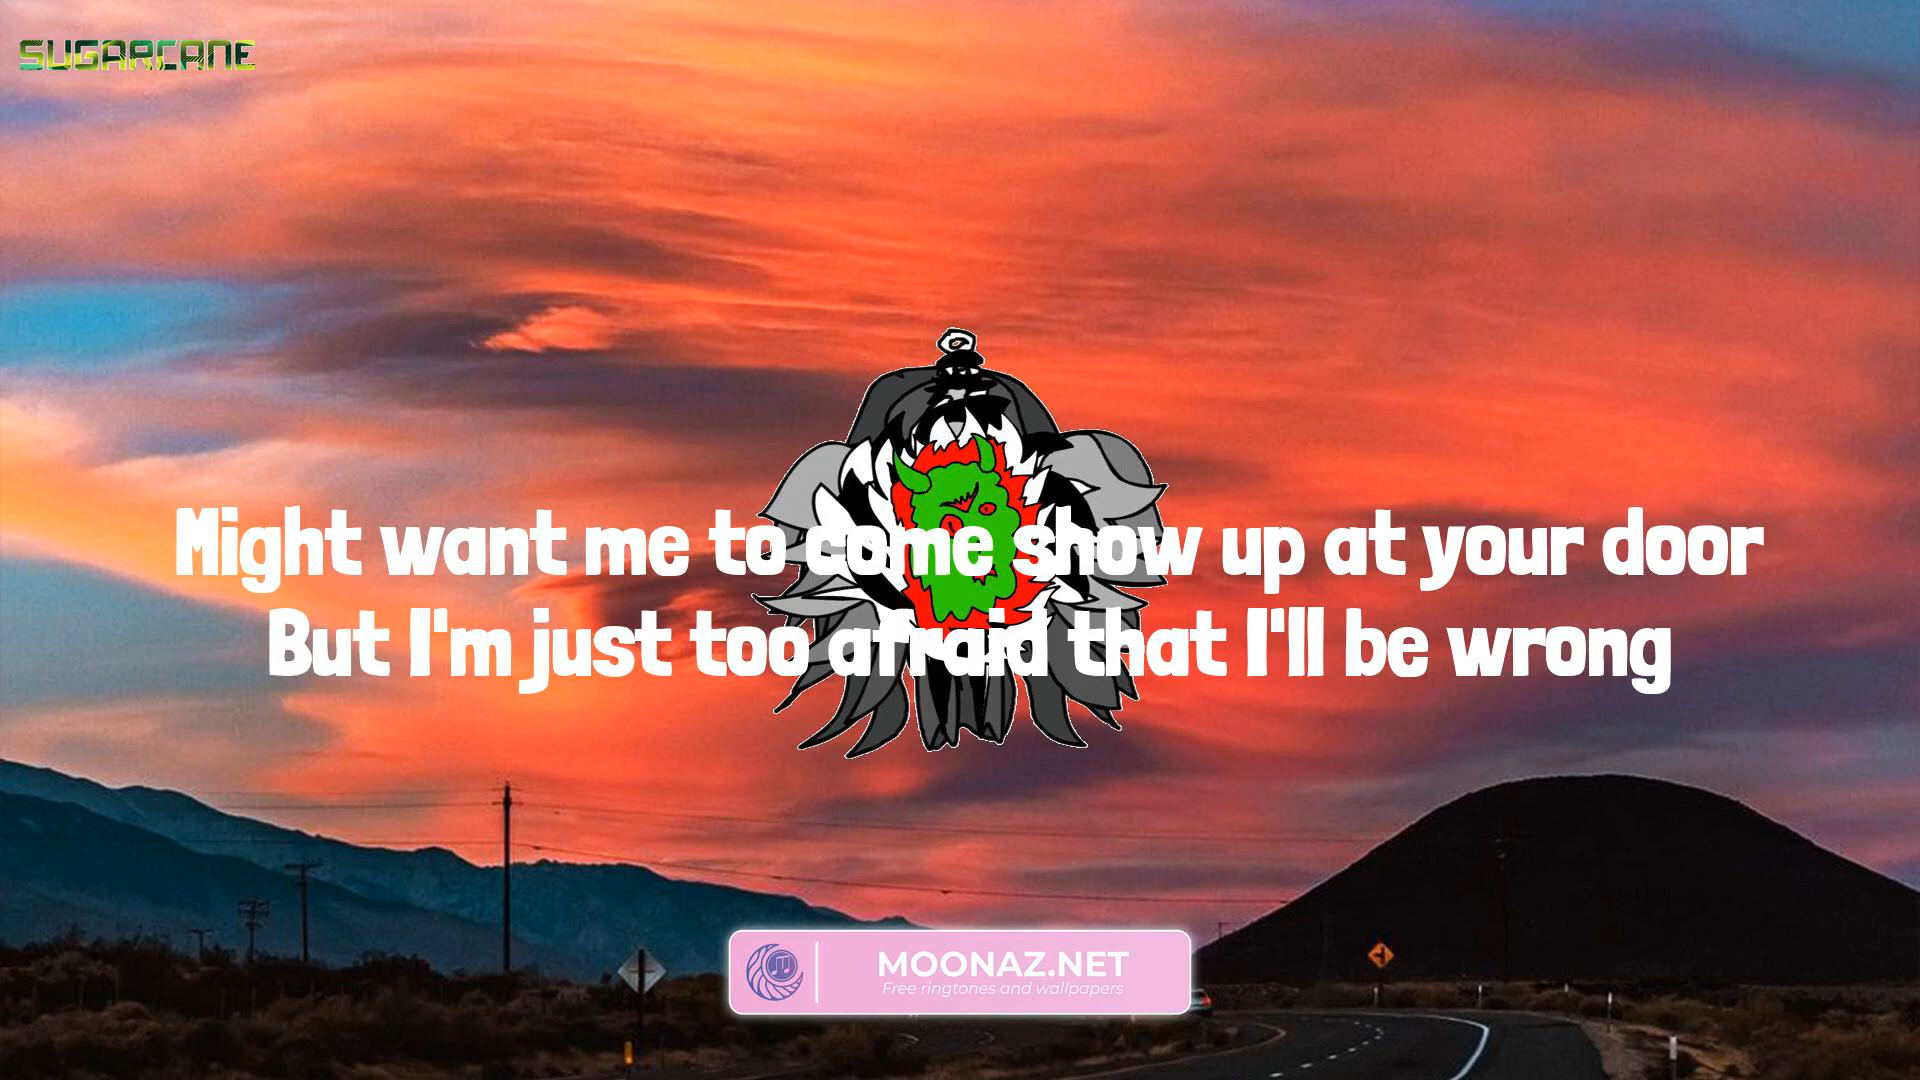 SUGARCANE
Might want me to come show up at your door
But I'm just too afraid that I'll be wrong
MOONAZ.NET
Free ringtones and wallpapers